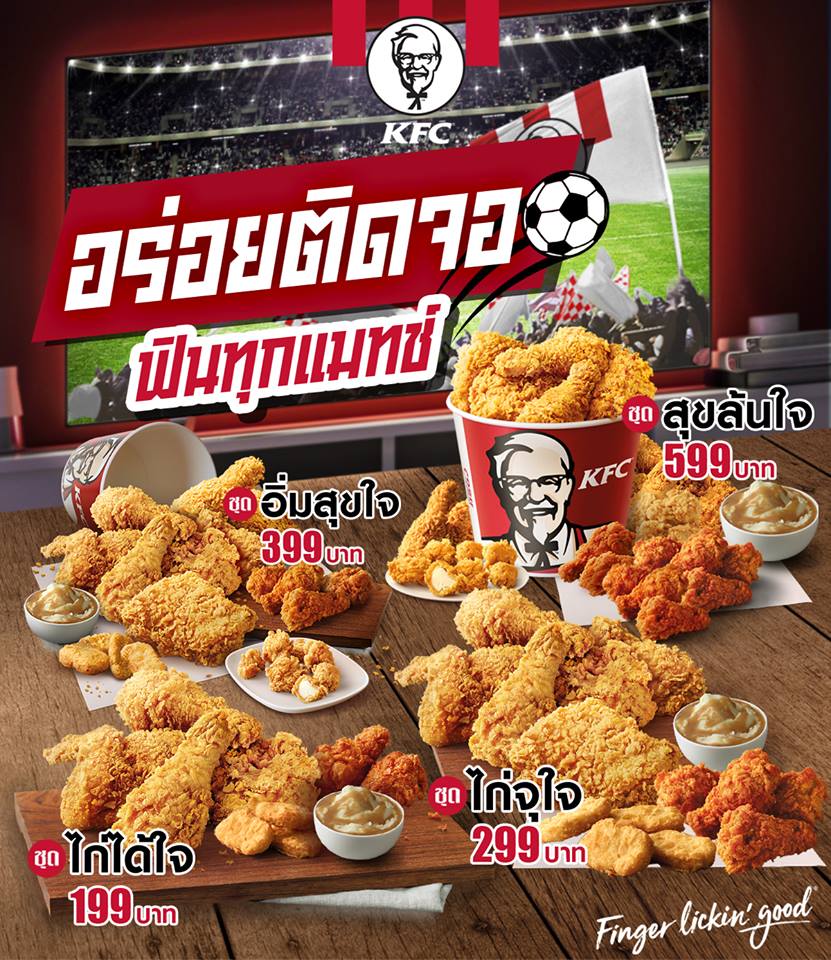 KFC
อร่อยติดจอ
ฟินทุกแมทช์
KFC
ชุด สุขล้นใจ
599 บาท
ชุด อิ่มสุขใจ
399 บาท
ชุด ไก่จุใจ
299 บาท
ชุด ไก่ได้ใจ
199 บาท
Finger lickin' good